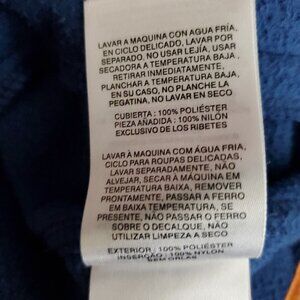 LAVAR A MAQUINA CON AGUA FRÍA,
EN CICLO DELICADO, LAVAR POR
SEPARADO, NO USAR LEJÍA, USAR
SECADORA A TEMPERATURA BAJA,
RETIRAR INMEDIATAMENTE,
PLANCHAR A TEMPERATURA BAJA,
EN SU CASO, NO PLANCHE LA
PEGATINA, NO LAVAR EN SECO
CUBIERTA : 100% POLIÉSTER
PIEZA AÑADIDA : 100% NILÓN
EXCLUSIVO DE LOS RIBETES
LAVAR À MAQUINA COM ÁGUA FRIA,
CICLO PARA ROUPAS DELICADAS,
LAVAR SEPARADAMENTE, NÃO
ALVEJAR, SECAR À MÁQUINA EM
TEMPERATURA BAIXA, REMOVER
PRONTAMENTE, PASSAR A FERRO
EM BAIXA TEMPERATURA, SE
PRESENTE, NÃO PASSAR O FERRO
SOBRE O DECALQUE, NÃO
UTILIZAR LIMPEZA A SECO
EXTERIOR : 100% POLIÉSTER
INSERÇÃO : 100% NYLON
SEM ORLAS